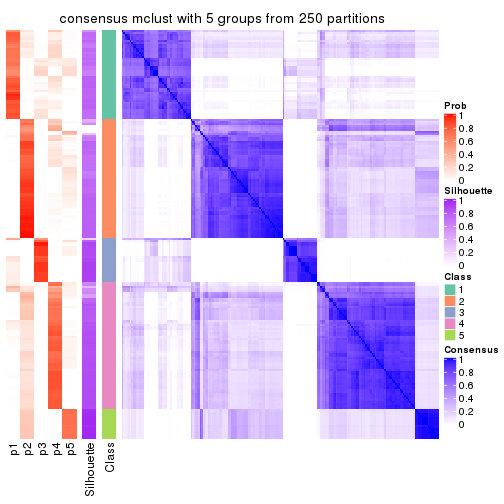 consensus mclust with 5 groups from 250 partitions
Prob
1
0.8
0.6
0.4
0.2
0
Silhouette
1
0.8
0.6
0.4
0.2
0
Class
1
2
3
4
5
Consensus
1
0.8
0.6
0.4
0.2
0
p1
p2
p3
p4
p5
Silhouette
Class